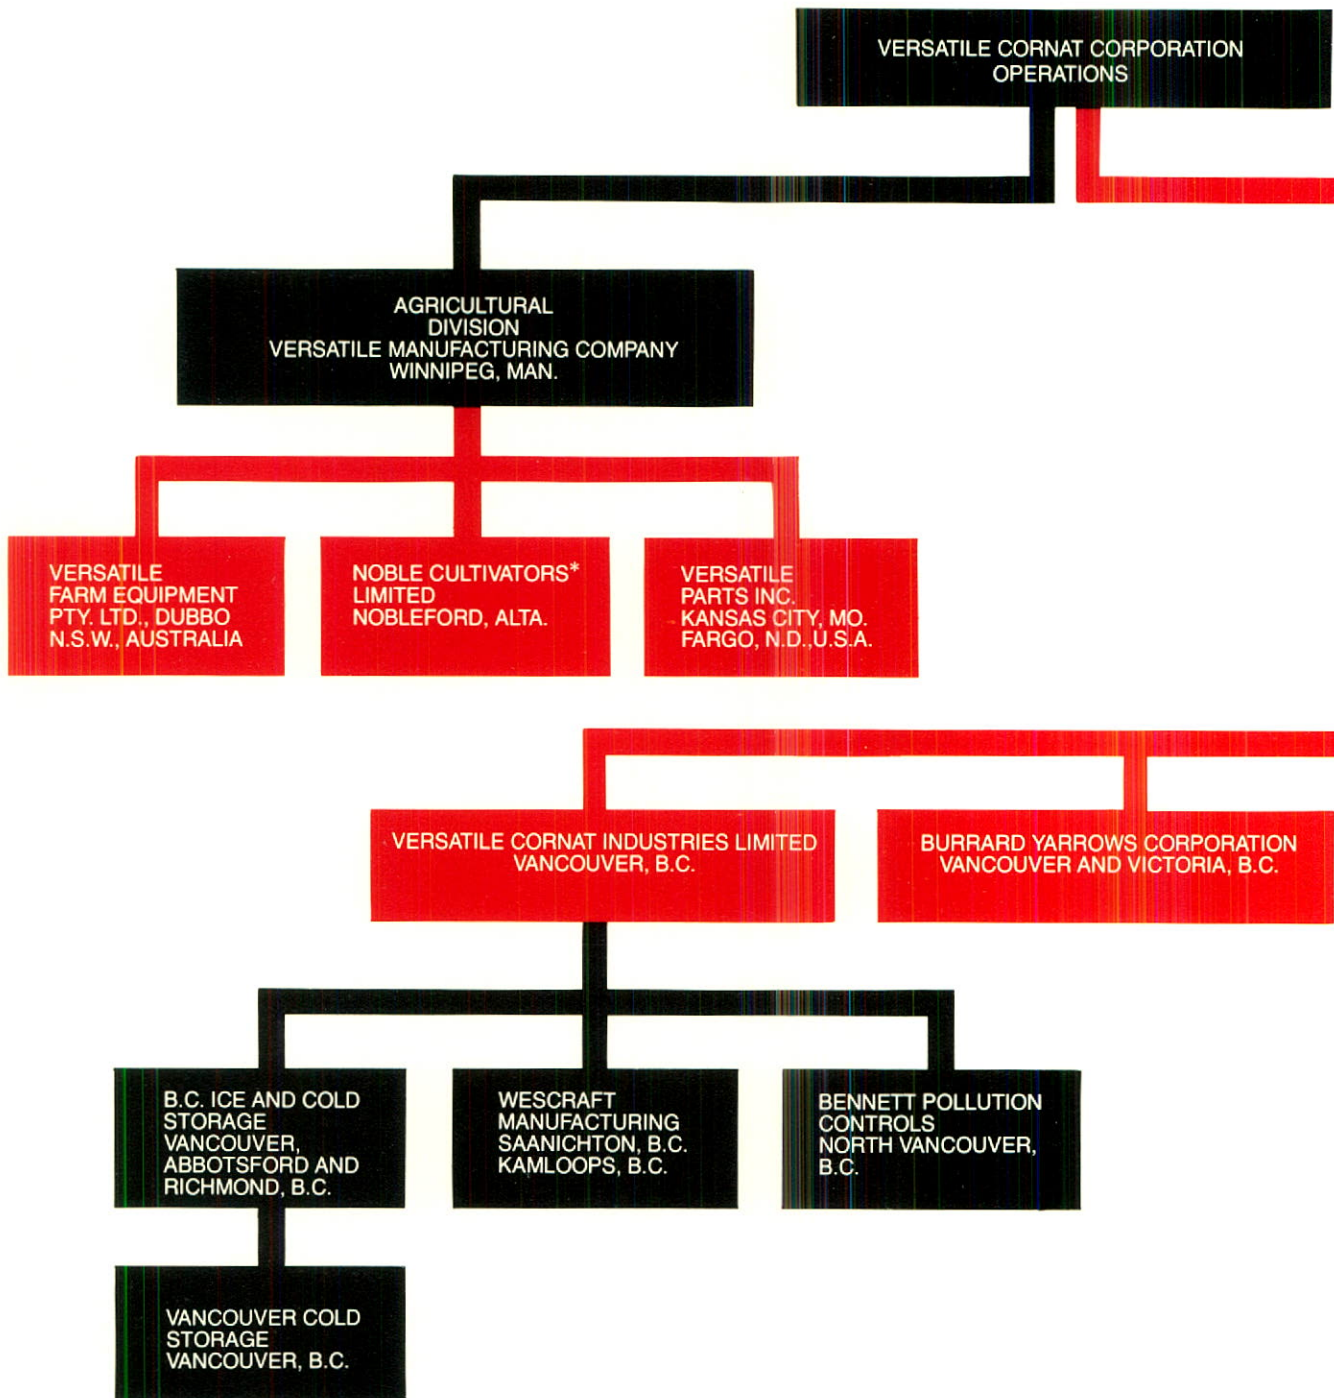 VERSATILE CORNAT CORPORATION
OPERATIONS
AGRICULTURAL
DIVISION
VERSATILE MANUFACTURING COMPANY
WINNIPEG, MAN.
VERSATILE
FARM EQUIPMENT
PTY. LTD., DUBBO
N.S.W., AUSTRALIA
NOBLE CULTIVATORS*
LIMITED
NOBLEFORD, ALTA.
VERSATILE
PARTS INC.
KANSAS CITY, MO.
FARGO, N.D.,U.S.A.
VERSATILE CORNAT INDUSTRIES LIMITED
VANCOUVER, B.C.
BURRARD YARROWS CORPORATION
VANCOUVER AND VICTORIA, B.C.
B.C. ICE AND COLD
STORAGE
VANCOUVER,
ABBOTSFORD AND
RICHMOND, B.C.
WESCRAFT
MANUFACTURING
SAANICHTON, B.C.
KAMLOOPS, B.C.
BENNETT POLLUTION
CONTROLS
NORTH VANCOUVER,
B.C.
VANCOUVER COLD
STORAGE
VANCOUVER, B.C.